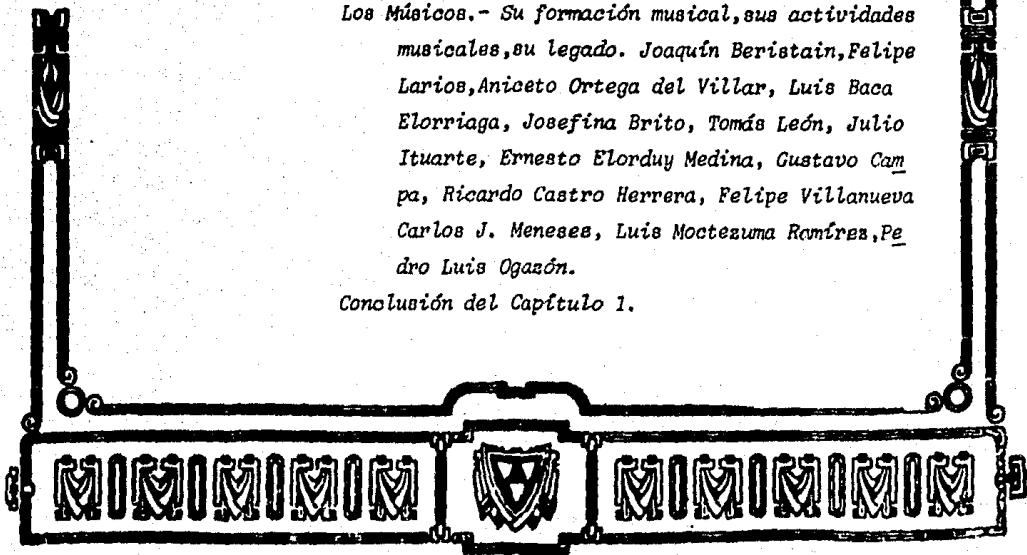 Los Músicos.- Su formación musical,sus actividades
musicales,su legado. Joaquín Beristain,Felipe
Larios,Aniceto Ortega del Villar, Luis Baca
Elorriaga, Josefina Brito, Tomás León, Julio
Ituarte, Ernesto Elorduy Medina, Gustavo Cam
pa, Ricardo Castro Herrera, Felipe Villanueva
Carlos J. Meneses, Luis Moctezuma Ramírez,Pe
dro Luis Ogazón.
Conclusión del Capítulo 1.